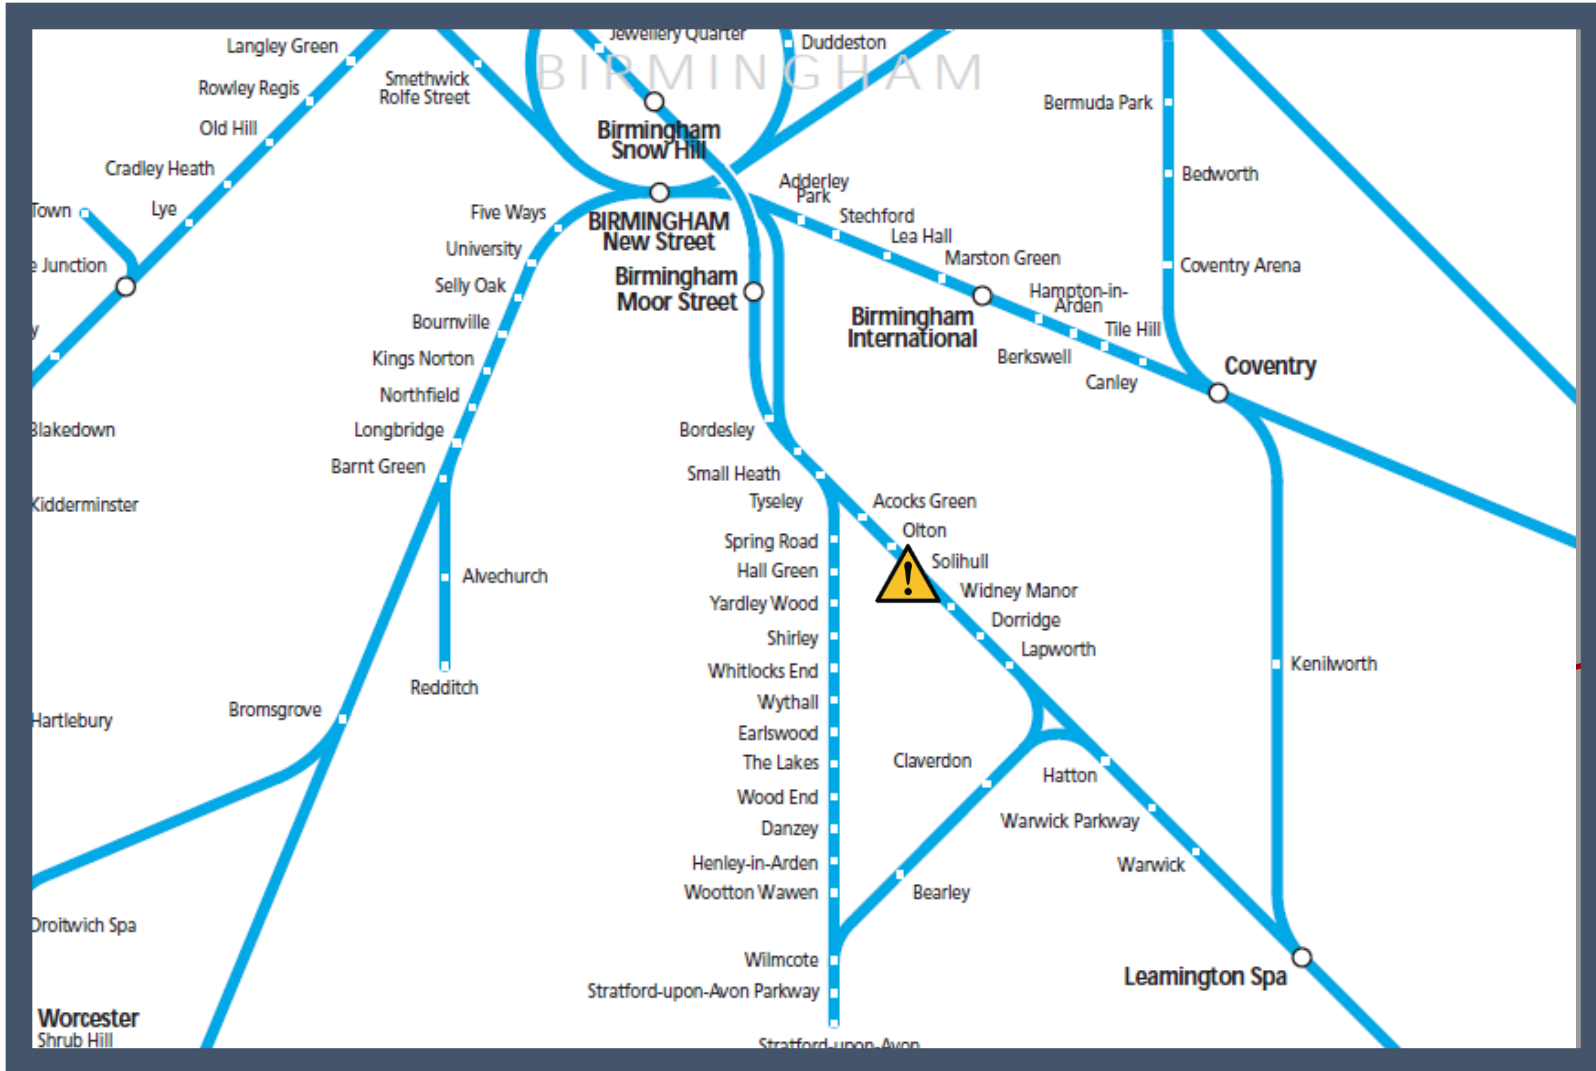 Jewellery Quarter
Langley Green
Duddeston
BIRMINGHAM
Smethwick
Rolfe Street
Rowley Regis
Bermuda Park
Old Hill
Birmingham
Snow Hill
Cradley Heath
Bedworth
Adderley
Park
Town
Lye
Five Ways
Stechford
BIRMINGHAM
New Street
Lea Hall
University
Marston Green
e Junction
Coventry Arena
Birmingham
Moor Street
Selly Oak
Hampton-in-
Arden
Birmingham
International
Bournville
Tile Hill
y
Kings Norton
Berkswell
Coventry
Canley
Northfield
Blakedown
Longbridge
Bordesley
Barnt Green
Small Heath
Kidderminster
Tyseley
Acocks Green
Olton
Spring Road
Solihull
Hall Green
Alvechurch
Widney Manor
Yardley Wood
Dorridge
Shirley
Lapworth
Whitlocks End
Kenilworth
Redditch
Wythall
Bromsgrove
Hartlebury
Earlswood
The Lakes
Claverdon
Hatton
Wood End
Warwick Parkway
Danzey
Henley-in-Arden
Warwick
Wootton Wawen
Bearley
Droitwich Spa
Wilmcote
Leamington Spa
Stratford-upon-Avon Parkway
Worcester
Shrub Hill
Stratford-upon-Avon